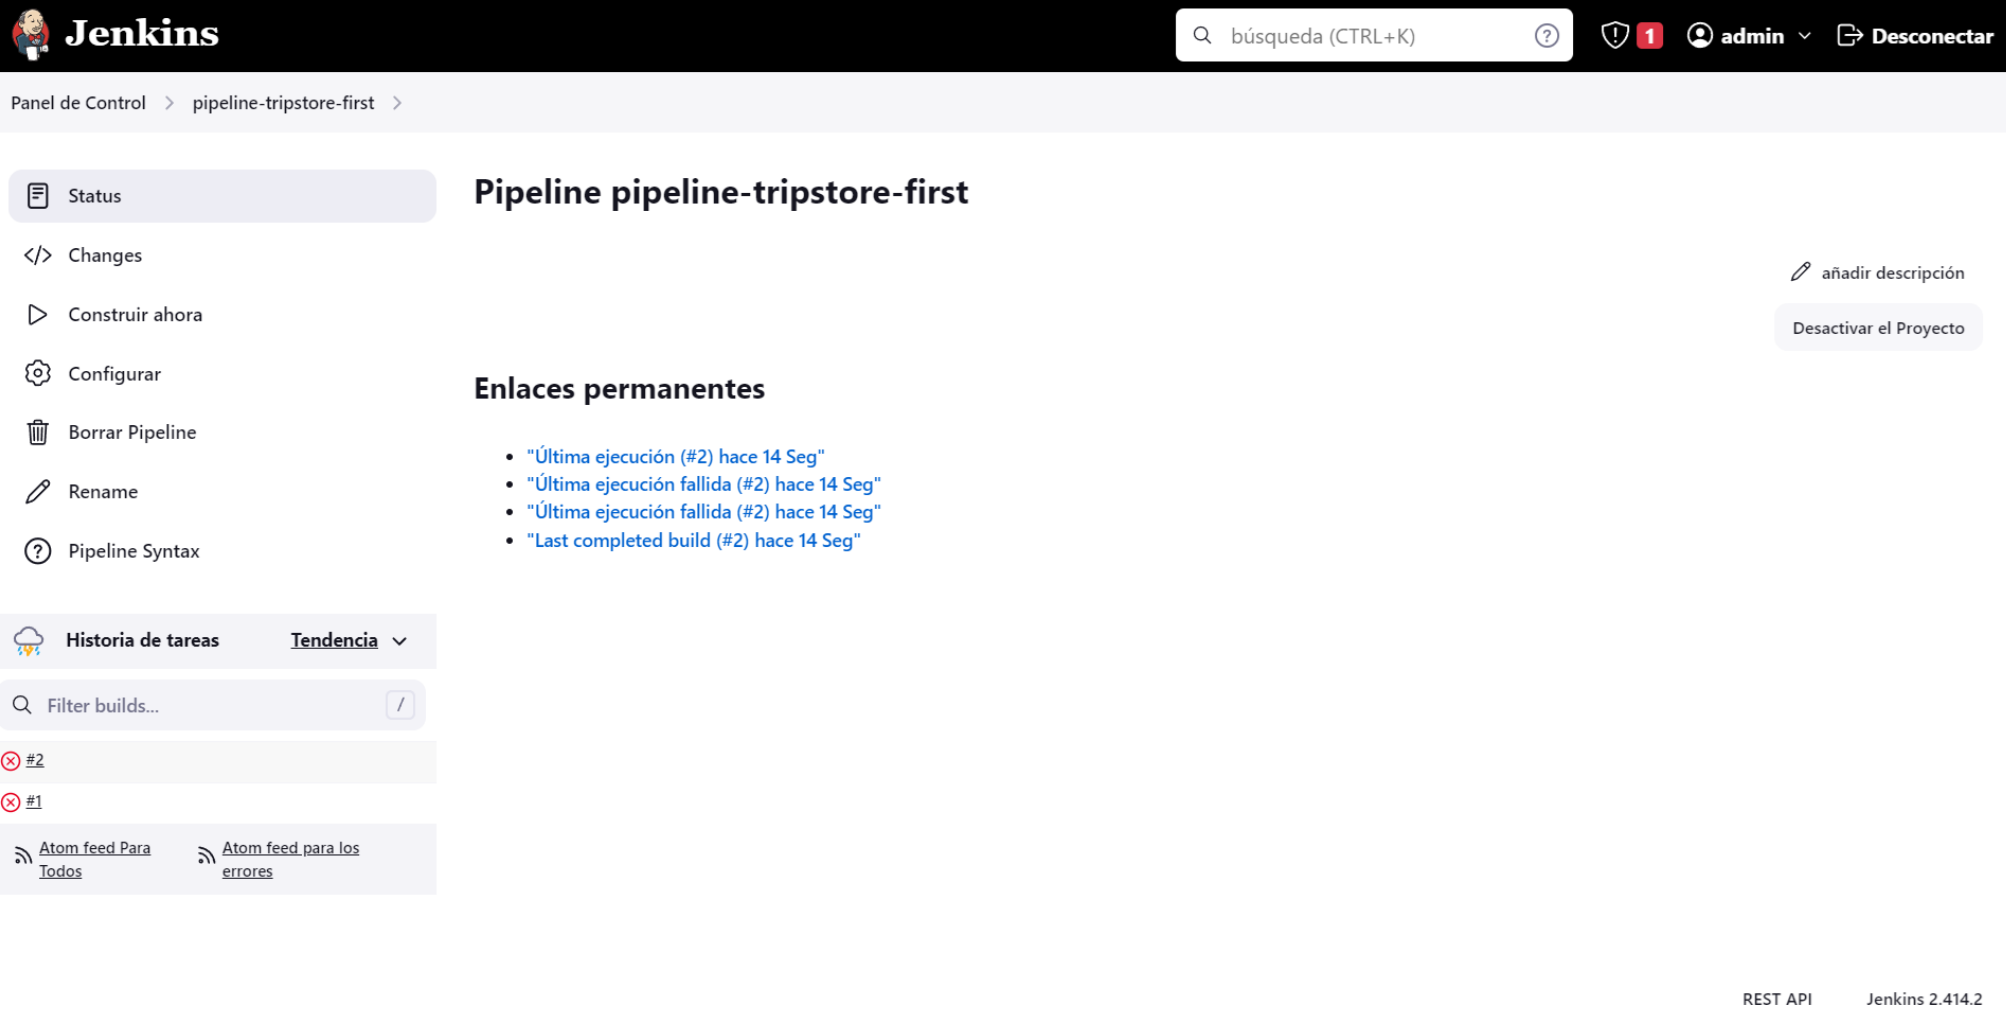 Jenkins
búsqueda (CTRL+K)
?
1
admin
Desconectar
Panel de Control
pipeline-tripstore-first
Status
Changes
Construir ahora
Configurar
Borrar Pipeline
Rename
Pipeline Syntax
Pipeline pipeline-tripstore-first
añadir descripción
Desactivar el Proyecto
Enlaces permanentes
"Última ejecución (#2) hace 14 Seg"
"Última ejecución fallida (#2) hace 14 Seg"
"Última ejecución fallida (#2) hace 14 Seg"
"Last completed build (#2) hace 14 Seg"
Historia de tareas
Tendencia
Filter builds...
/
#2
#1
Atom feed Para
Todos
Atom feed para los
errores
REST API
Jenkins 2.414.2